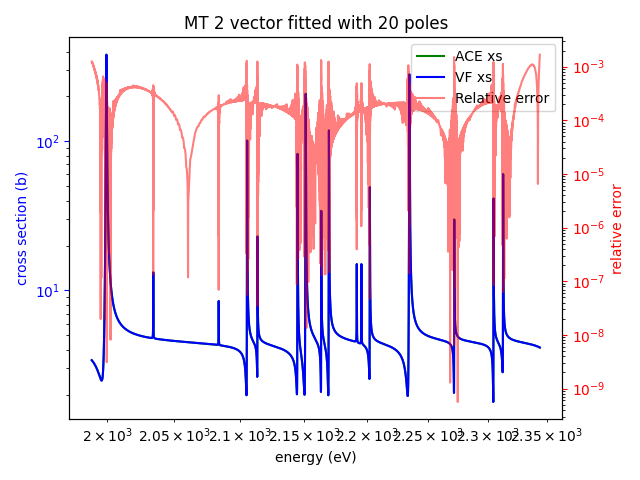 MT 2 vector fitted with 20 poles
ACE xs
VF xs
Relative error
cross section (b)
10²
10¹
relative error
10⁻³
10⁻⁴
10⁻⁵
10⁻⁶
10⁻⁷
10⁻⁸
10⁻⁹
2 × 10³ 2.05 × 10³ 2.1 × 10³ 2.15 × 10³ 2.2 × 10³ 2.25 × 10³ 2.3 × 10³ 2.35 × 10³
energy (eV)